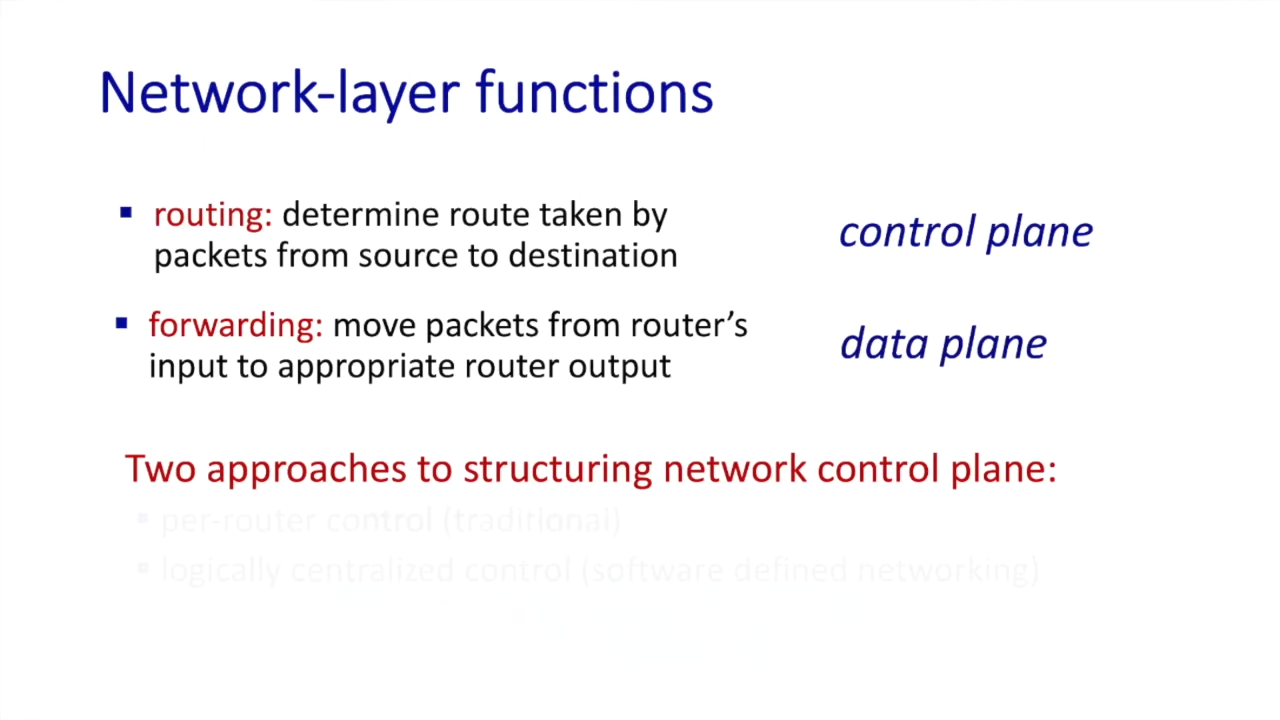 Network-layer functions
▪ routing: determine route taken by
packets from source to destination
control plane
▪ forwarding: move packets from router’s
input to appropriate router output
data plane
Two approaches to structuring network control plane:
▪ per-router control (traditional)
▪ logically centralized control (software defined networking)